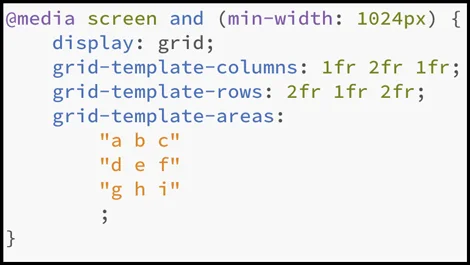 @media screen and (min-width: 1024px) {
    display: grid;
    grid-template-columns: 1fr 2fr 1fr;
    grid-template-rows: 2fr 1fr 2fr;
    grid-template-areas:
        "a b c"
        "d e f"
        "g h i"
        ;
}